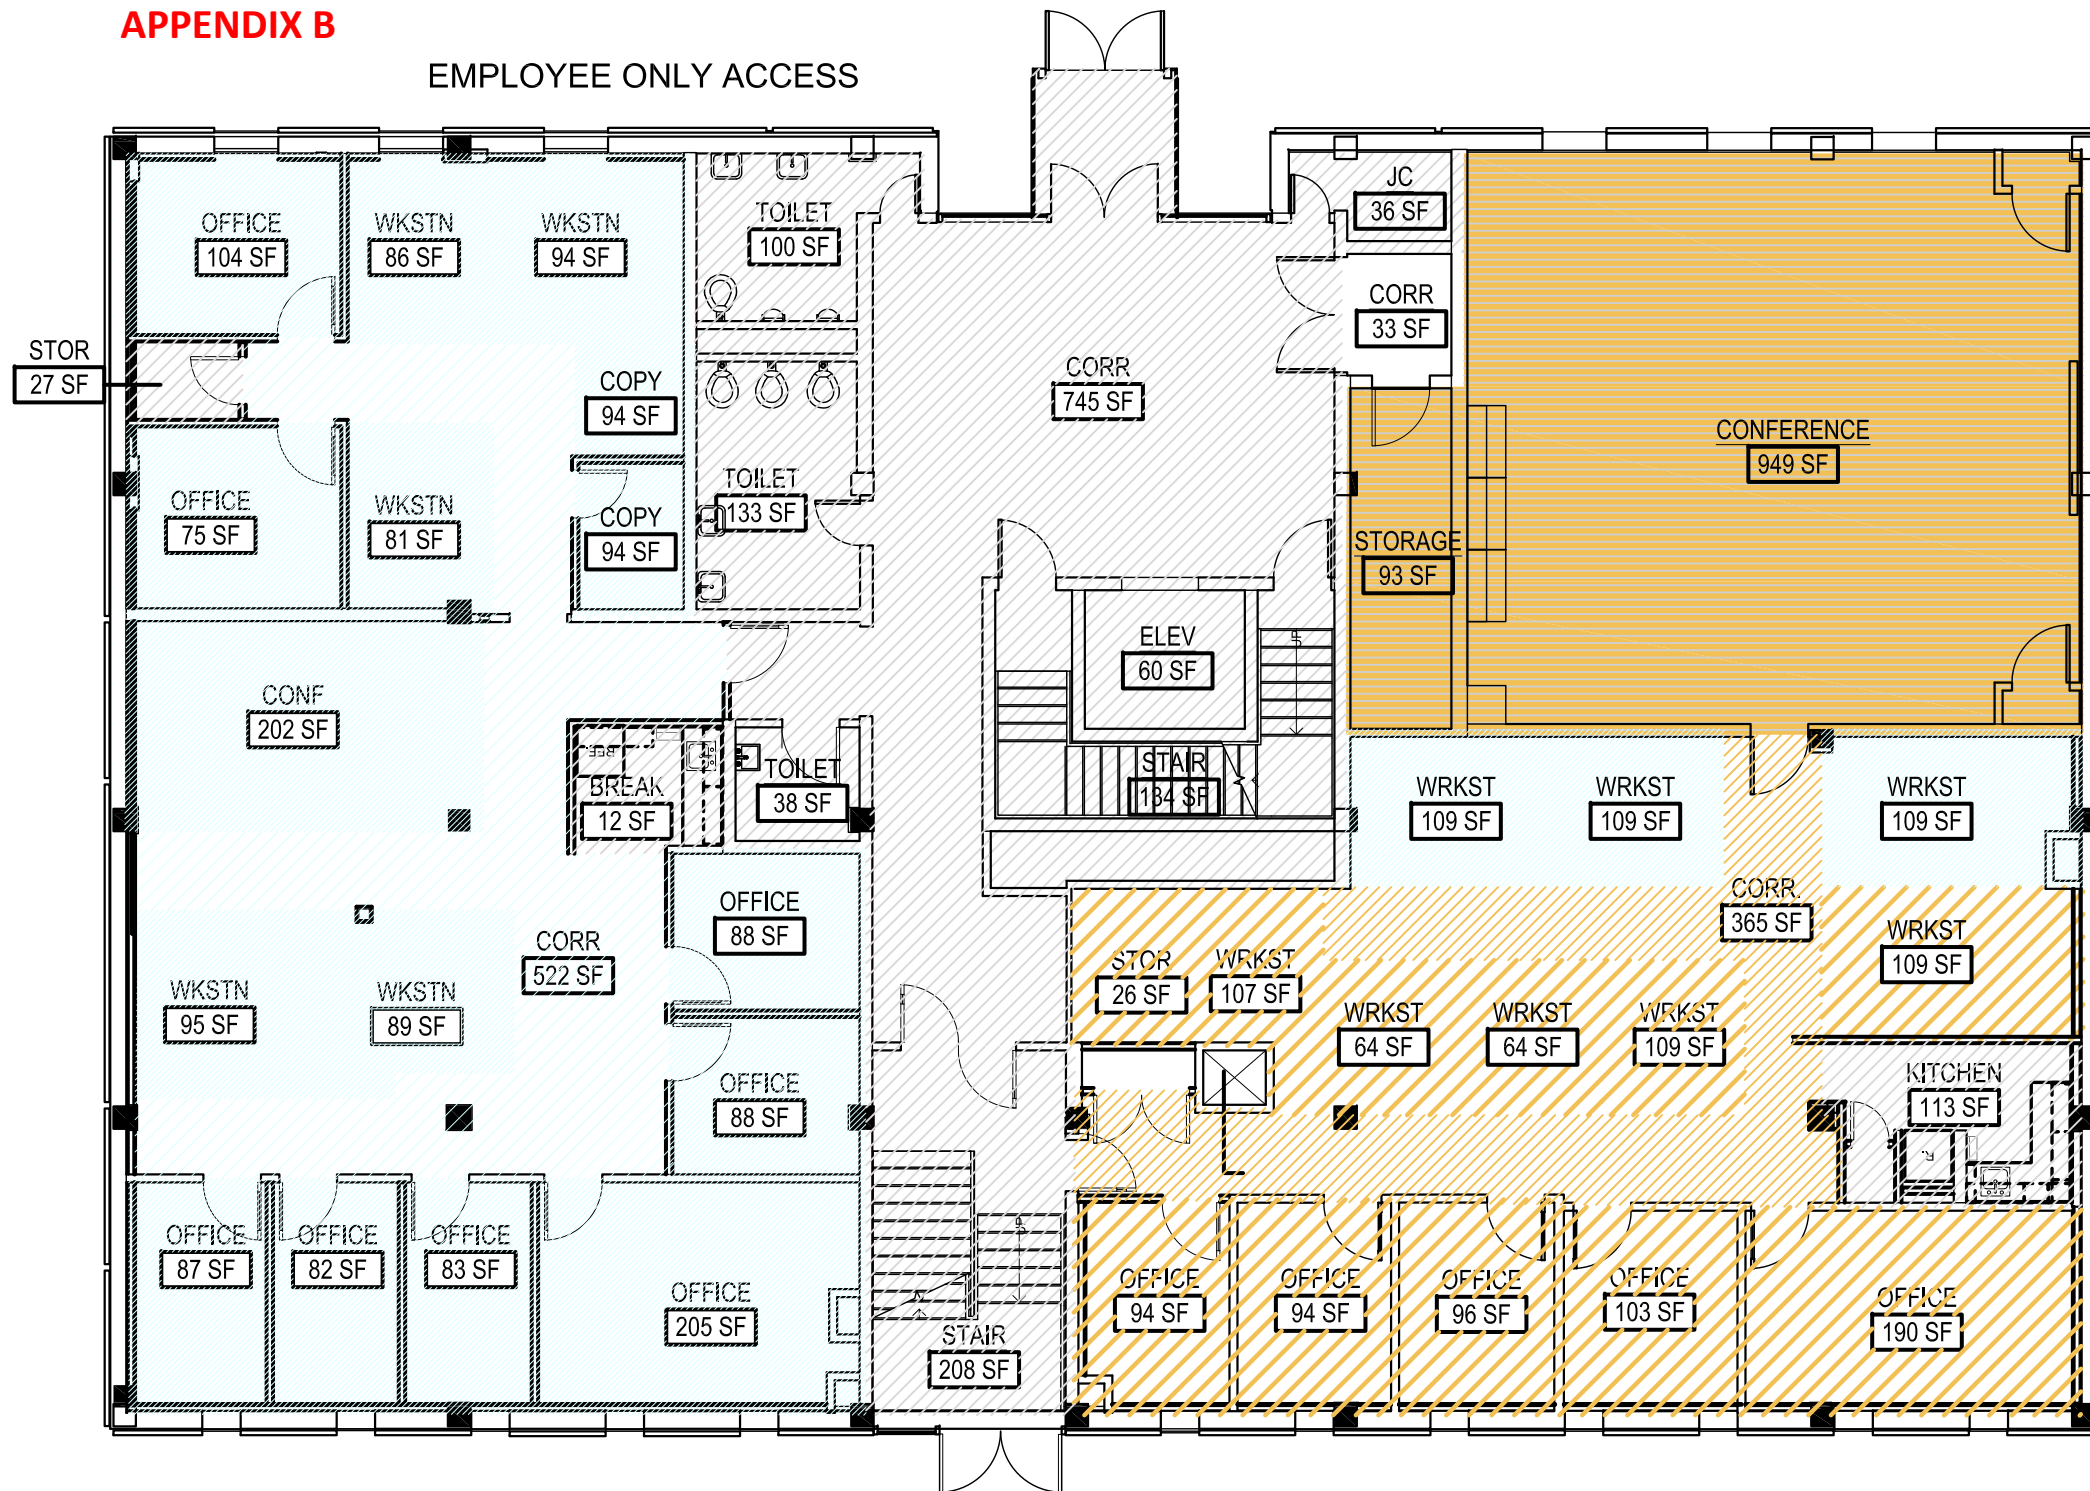 APPENDIX B
EMPLOYEE ONLY ACCESS
OFFICE
104 SF
WKSTN
86 SF
WKSTN
94 SF
TOILET
100 SF
JC
36 SF
CORR
33 SF
STOR
27 SF
COPY
94 SF
CORR
745 SF
CONFERENCE
949 SF
OFFICE
75 SF
WKSTN
81 SF
COPY
94 SF
TOILET
133 SF
STORAGE
93 SF
ELEV
60 SF
UP
CONF
202 SF
REF.
BREAK
12 SF
TOILET
38 SF
STAIR
134 SF
WRKST
109 SF
WRKST
109 SF
WRKST
109 SF
OFFICE
88 SF
CORR.
365 SF
CORR
522 SF
WRKST
109 SF
STOR
26 SF
WRKST
107 SF
WKSTN
95 SF
WKSTN
89 SF
WRKST
64 SF
WRKST
64 SF
WRKST
109 SF
OFFICE
88 SF
KITCHEN
113 SF
R.
OFFICE
87 SF
OFFICE
82 SF
OFFICE
83 SF
OFFICE
205 SF
UP
STAIR
208 SF
OFFICE
94 SF
OFFICE
94 SF
OFFICE
96 SF
OFFICE
103 SF
OFFICE
190 SF